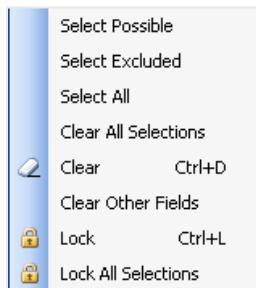 Select Possible
Select Excluded
Select All
Clear All Selections
Clear Ctrl+D
Clear Other Fields
Lock Ctrl+L
Lock All Selections